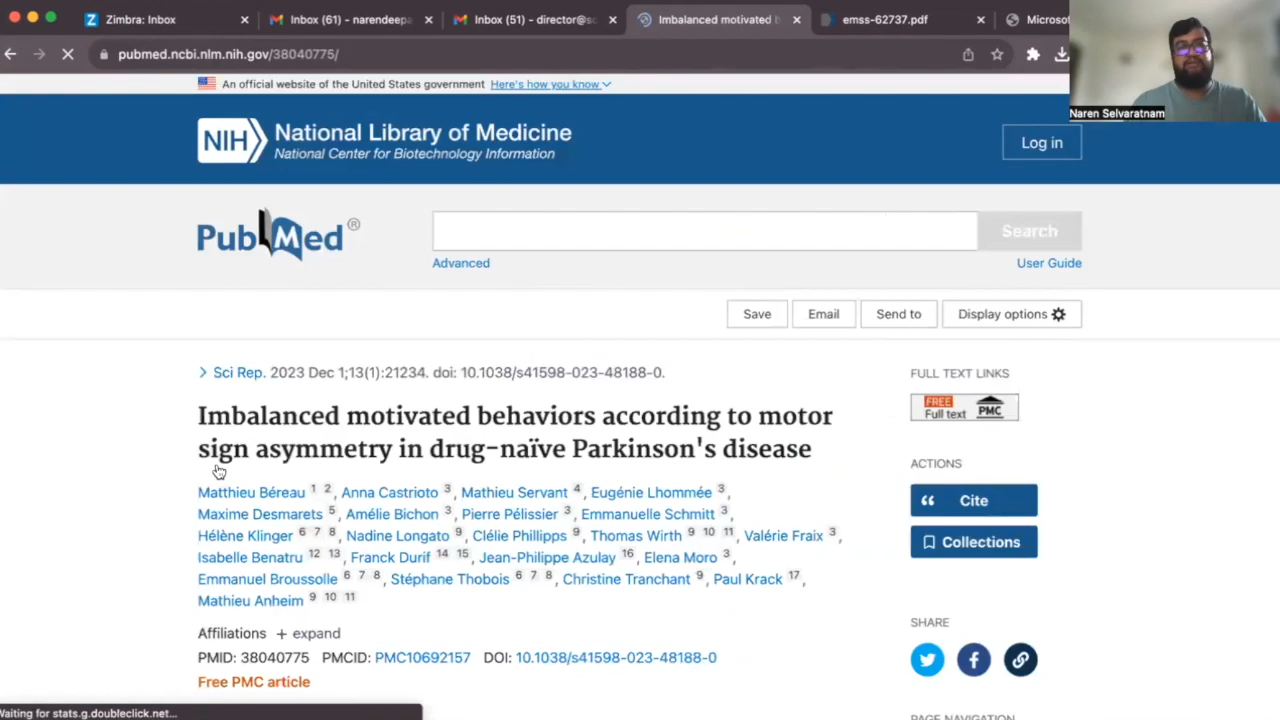 Zimbra: Inbox
Inbox (61) - narendeepa
Inbox (51) - director@sc
Imbalanced motivated b
emss-62737.pdf
Microso
pubmed.ncbi.nlm.nih.gov/38040775/
Naren Selvaratnam
An official website of the United States government Here's how you know
NIH National Library of Medicine
National Center for Biotechnology Information
Log in
PubMed®
Search
Advanced
User Guide
Save
Email
Send to
Display options
Sci Rep. 2023 Dec 1;13(1):21234. doi: 10.1038/s41598-023-48188-0.
Imbalanced motivated behaviors according to motor
sign asymmetry in drug-naïve Parkinson's disease
Matthieu Béreau 1 2, Anna Castrioto 3, Mathieu Servant 4, Eugénie Lhommée 3,
Maxime Desmarets 5, Amélie Bichon 3, Pierre Pélissier 3, Emmanuelle Schmitt 3,
Hélène Klinger 6 7 8, Nadine Longato 9, Clélie Phillipps 9, Thomas Wirth 9 10 11, Valérie Fraix 3,
Isabelle Benatru 12 13, Franck Durif 14 15, Jean-Philippe Azulay 16, Elena Moro 3,
Emmanuel Broussolle 6 7 8, Stéphane Thobois 6 7 8, Christine Tranchant 9, Paul Krack 17,
Mathieu Anheim 9 10 11
Affiliations + expand
PMID: 38040775 PMCID: PMC10692157 DOI: 10.1038/s41598-023-48188-0
Free PMC article
FULL TEXT LINKS
FREE
Full text PMC
ACTIONS
Cite
Collections
SHARE
PAGE NAVIGATION
Waiting for stats.g.doubleclick.net...